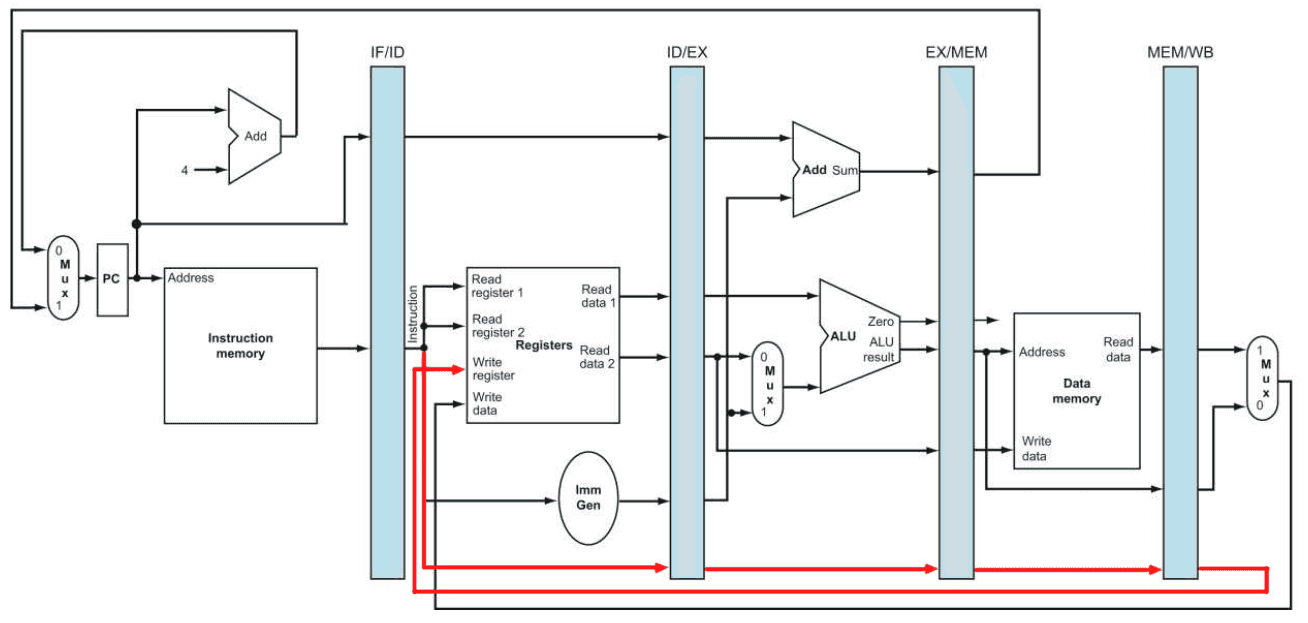 IF/ID
ID/EX
EX/MEM
MEM/WB
Add
4
Add Sum
0
M
u
x
1
PC
Address
Instruction
memory
Instruction
Read
register 1
Read
register 2
Write
register
Write
data
Registers
Read
data 1
Read
data 2
Imm
Gen
0
M
u
x
1
ALU
Zero
ALU
result
Address
Read
data
Data
memory
Write
data
1
M
u
x
0